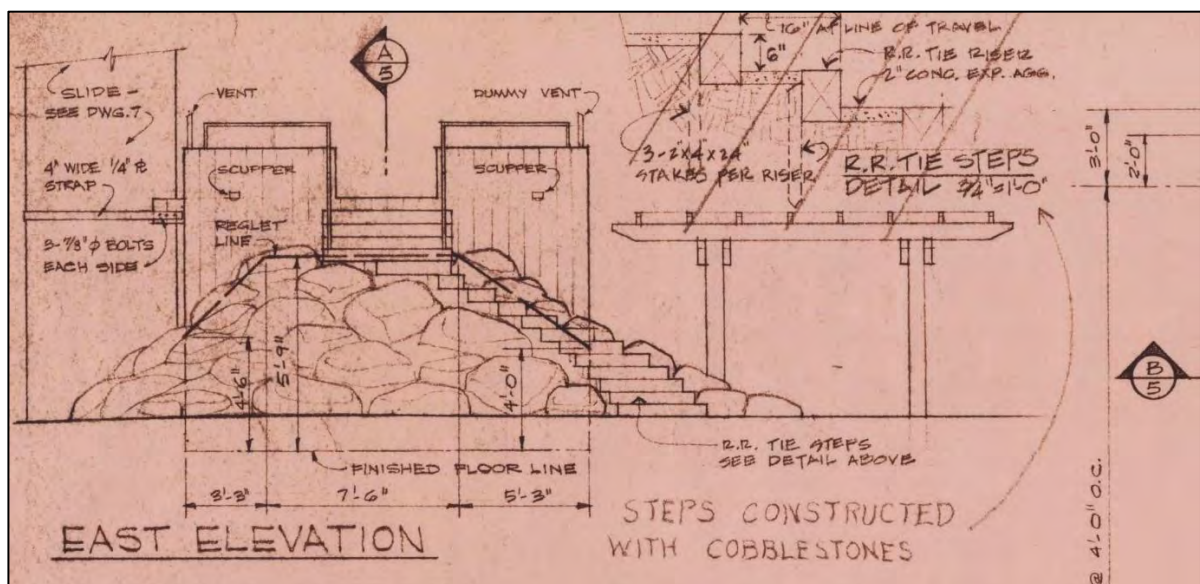 16" AT LINE OF TRAVEL
6"
R.R. TIE RISER
2" CONC. EXP. AGG.
A
5
SLIDE -
SEE DWG. 7
VENT
DUMMY VENT
4" WIDE 1/4" ⅊
STRAP
SCUPPER
SCUPPER
3-2"x4"x24"
STAKES PER RISER
R.R. TIE STEPS
DETAIL 3/4"=1'-0"
3'-0"
2'-0"
REGLET
LINE
3-7/8" φ BOLTS
EACH SIDE
4'-6"
5'-9"
4'-0"
B
5
R.R. TIE STEPS
SEE DETAIL ABOVE
FINISHED FLOOR LINE
3'-3"
7'-6"
5'-3"
STEPS CONSTRUCTED
WITH COBBLESTONES
EAST ELEVATION
@ 4'-0" O.C.